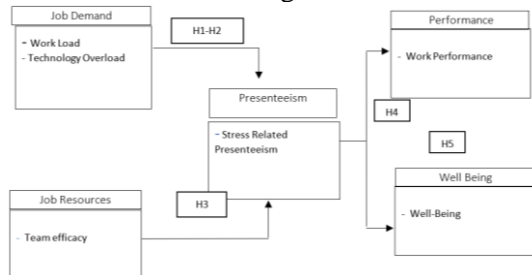 Job Demand
- Work Load
- Technology Overload
H1-H2
Performance
- Work Performance
Presenteeism
- Stress Related
Presenteeism
H4
H5
Job Resources
- Team efficacy
H3
Well Being
- Well-Being